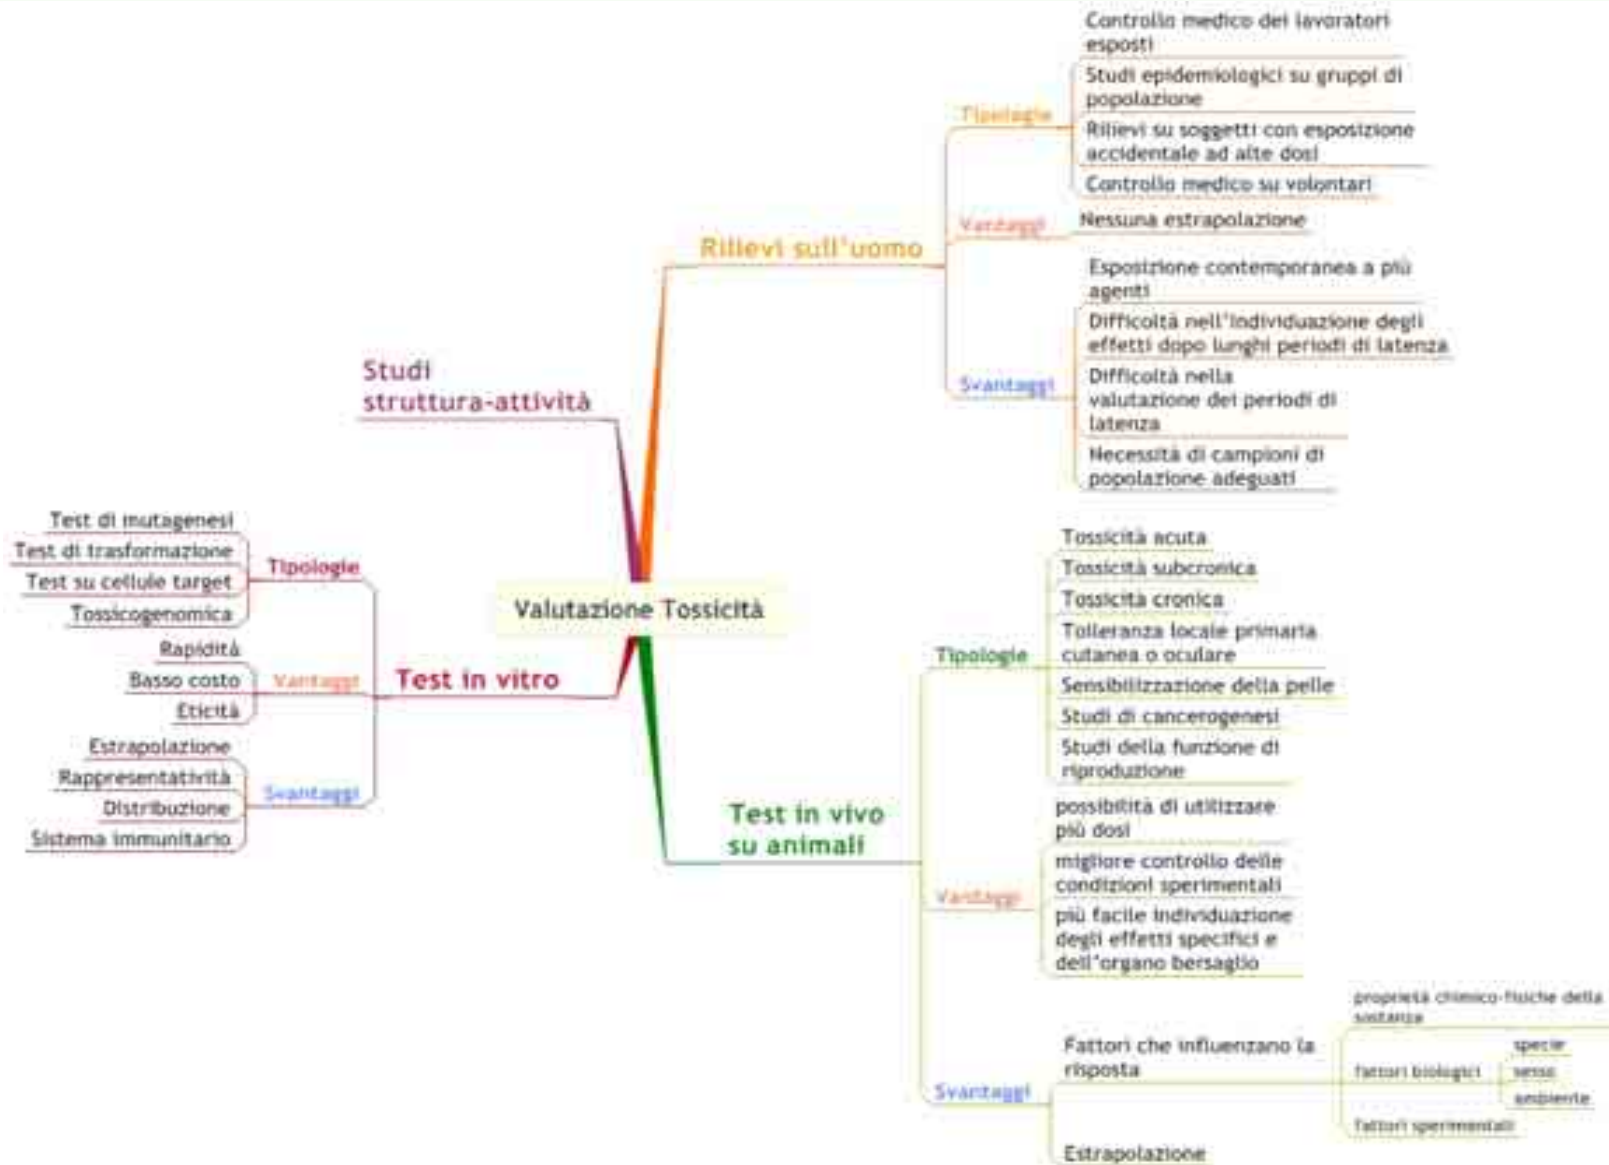 Valutazione Tossicità
Rilievi sull'uomo
Tipologie
Controllo medico dei lavoratori
esposti
Studi epidemiologici su gruppi di
popolazione
Rilievi su soggetti con esposizione
accidentale ad alte dosi
Controllo medico su volontari
Vantaggi
Nessuna estrapolazione
Svantaggi
Esposizione contemporanea a più
agenti
Difficoltà nell'individuazione degli
effetti dopo lunghi periodi di latenza
Difficoltà nella
valutazione dei periodi di
latenza
Necessità di campioni di
popolazione adeguati
Studi
struttura-attività
Test in vitro
Tipologie
Test di mutagenesi
Test di trasformazione
Test su cellule target
Tossicogenomica
Vantaggi
Rapidità
Basso costo
Eticità
Svantaggi
Estrapolazione
Rappresentatività
Distribuzione
Sistema immunitario
Test in vivo
su animali
Tipologie
Tossicità acuta
Tossicità subcronica
Tossicità cronica
Tolleranza locale primaria
cutanea o oculare
Sensibilizzazione della pelle
Studi di cancerogenesi
Studi della funzione di
riproduzione
Vantaggi
possibilità di utilizzare
più dosi
migliore controllo delle
condizioni sperimentali
più facile individuazione
degli effetti specifici e
dell'organo bersaglio
Svantaggi
Fattori che influenzano la
risposta
proprietà chimico-fisiche della
sostanza
fattori biologici
specie
sesso
ambiente
fattori sperimentali
Estrapolazione